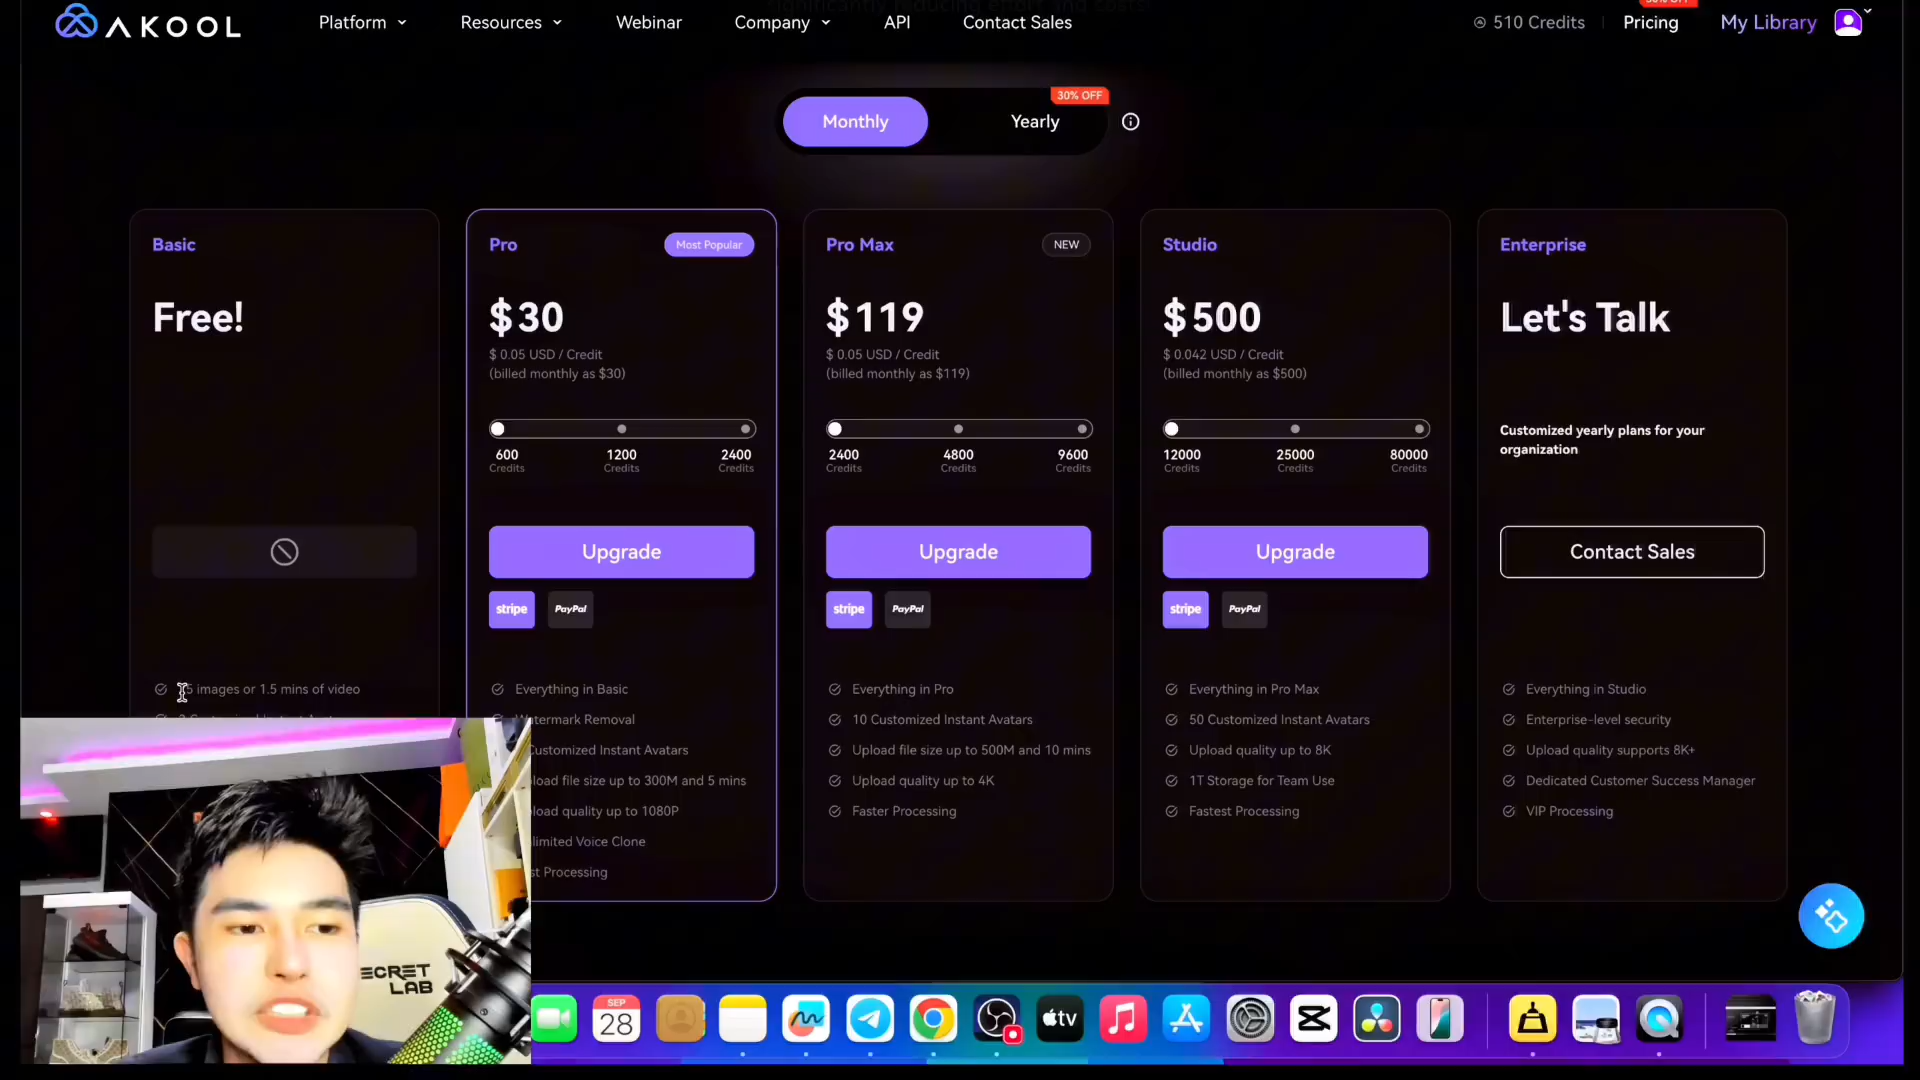 significantly reducing effort and costs!
AKOOL
Platform
Resources
Webinar
Company
API
Contact Sales
510 Credits
Pricing
My Library
Monthly
Yearly
30% OFF
Basic
Free!
images or 1.5 mins of video
Pro
Most Popular
$30
$ 0.05 USD / Credit
(billed monthly as $30)
600
Credits
1200
Credits
2400
Credits
Upgrade
stripe
PayPal
Everything in Basic
Watermark Removal
Customized Instant Avatars
file size up to 300M and 5 mins
quality up to 1080P
Voice Clone
Processing
Pro Max
NEW
$119
$ 0.05 USD / Credit
(billed monthly as $119)
2400
Credits
4800
Credits
9600
Credits
Upgrade
stripe
PayPal
Everything in Pro
10 Customized Instant Avatars
Upload file size up to 500M and 10 mins
Upload quality up to 4K
Faster Processing
Studio
$500
$ 0.042 USD / Credit
(billed monthly as $500)
12000
Credits
25000
Credits
80000
Credits
Upgrade
stripe
PayPal
Everything in Pro Max
50 Customized Instant Avatars
Upload quality up to 8K
1T Storage for Team Use
Fastest Processing
Enterprise
Let's Talk
Customized yearly plans for your
organization
Contact Sales
Everything in Studio
Enterprise-level security
Upload quality supports 8K+
Dedicated Customer Success Manager
VIP Processing
ECRET
LAB
SEP
28
tv